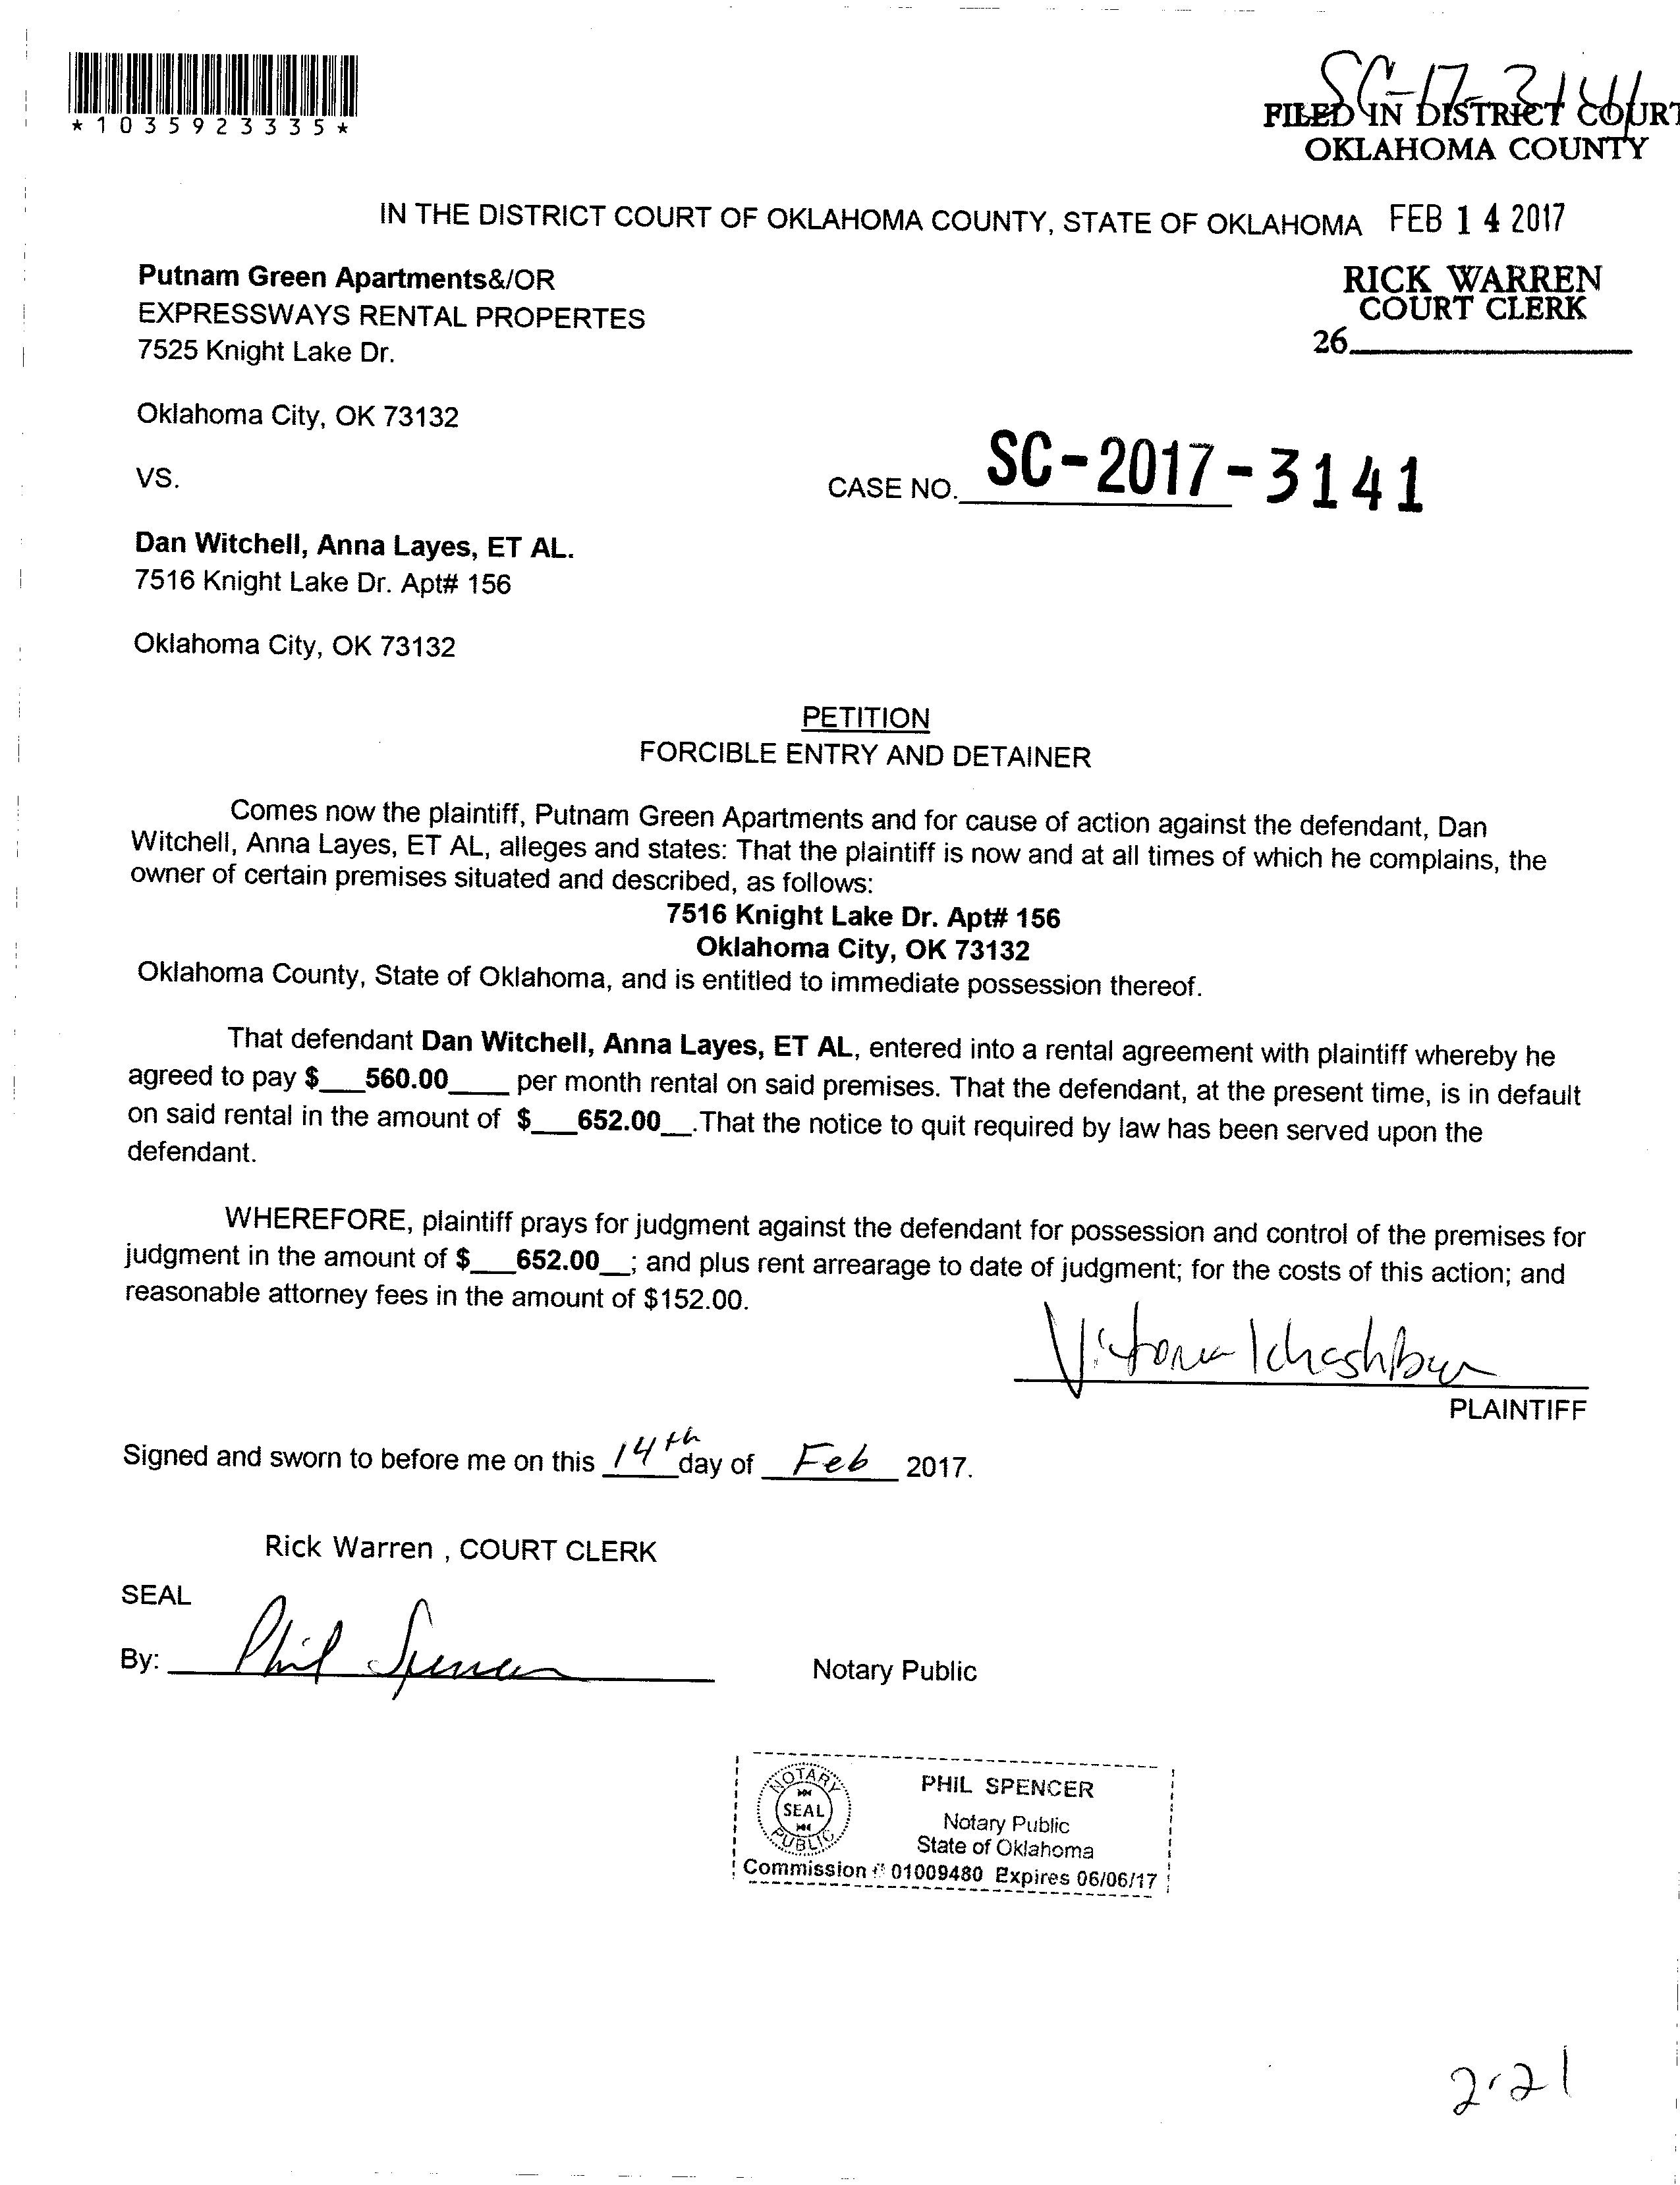 *1035923335*
SC-17-3141
FILED IN DISTRICT COURT
OKLAHOMA COUNTY
IN THE DISTRICT COURT OF OKLAHOMA COUNTY, STATE OF OKLAHOMA FEB 14 2017
Putnam Green Apartments&/OR
EXPRESSWAYS RENTAL PROPERTES
7525 Knight Lake Dr.
RICK WARREN
COURT CLERK
26
Oklahoma City, OK 73132
VS.
CASE NO. SC-2017-3141
Dan Witchell, Anna Layes, ET AL.
7516 Knight Lake Dr. Apt# 156
Oklahoma City, OK 73132
PETITION
FORCIBLE ENTRY AND DETAINER
Comes now the plaintiff, Putnam Green Apartments and for cause of action against the defendant, Dan
Witchell, Anna Layes, ET AL, alleges and states: That the plaintiff is now and at all times of which he complains, the
owner of certain premises situated and described, as follows:
7516 Knight Lake Dr. Apt# 156
Oklahoma City, OK 73132
Oklahoma County, State of Oklahoma, and is entitled to immediate possession thereof.
That defendant Dan Witchell, Anna Layes, ET AL, entered into a rental agreement with plaintiff whereby he
agreed to pay $___560.00____ per month rental on said premises. That the defendant, at the present time, is in default
on said rental in the amount of $___652.00__.That the notice to quit required by law has been served upon the
defendant.
WHEREFORE, plaintiff prays for judgment against the defendant for possession and control of the premises for
judgment in the amount of $___652.00__; and plus rent arrearage to date of judgment; for the costs of this action; and
reasonable attorney fees in the amount of $152.00.
PLAINTIFF
Signed and sworn to before me on this 14th day of Feb 2017.
Rick Warren , COURT CLERK
SEAL
By: Phil Spencer
Notary Public
NOTARY
SEAL
PUBLIC
PHIL SPENCER
Notary Public
State of Oklahoma
Commission # 01009480 Expires 06/06/17
2-21